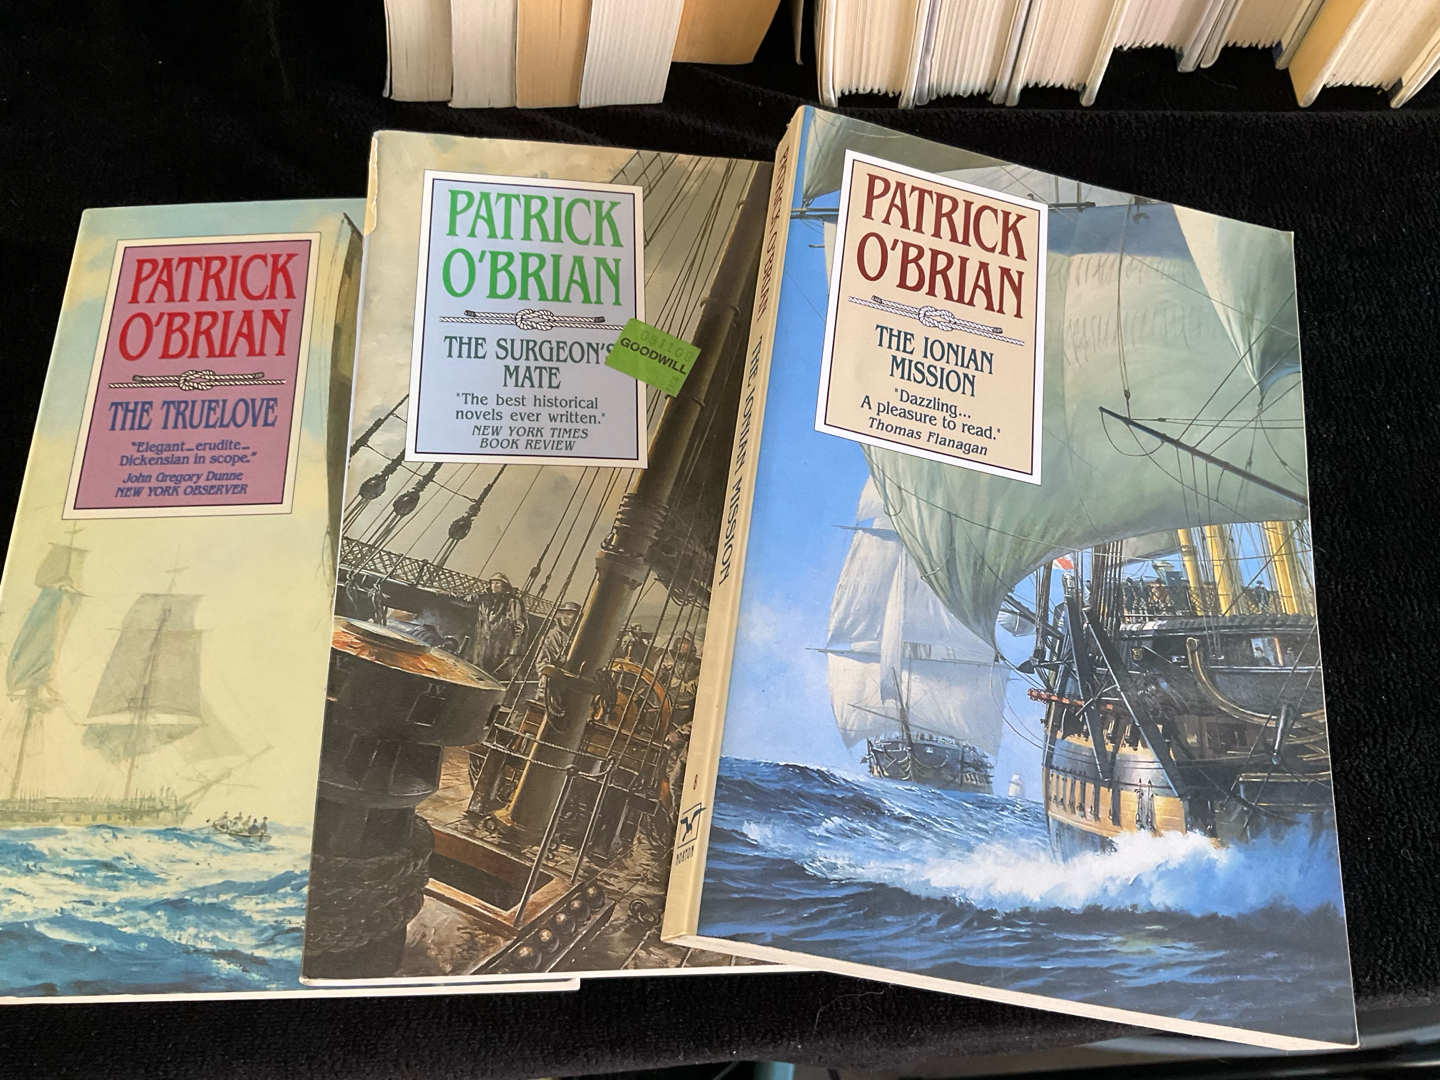 PATRICK
O'BRIAN
THE TRUELOVE
"Elegant...erudite...
Dickensian in scope."
John Gregory Dunne
NEW YORK OBSERVER
PATRICK
O'BRIAN
THE SURGEON'S
MATE
"The best historical
novels ever written."
NEW YORK TIMES
BOOK REVIEW
GOODWILL
IV
PATRICK O'BRIAN THE IONIAN MISSION
8
NORTON
PATRICK
O'BRIAN
THE IONIAN
MISSION
"Dazzling...
A pleasure to read."
Thomas Flanagan